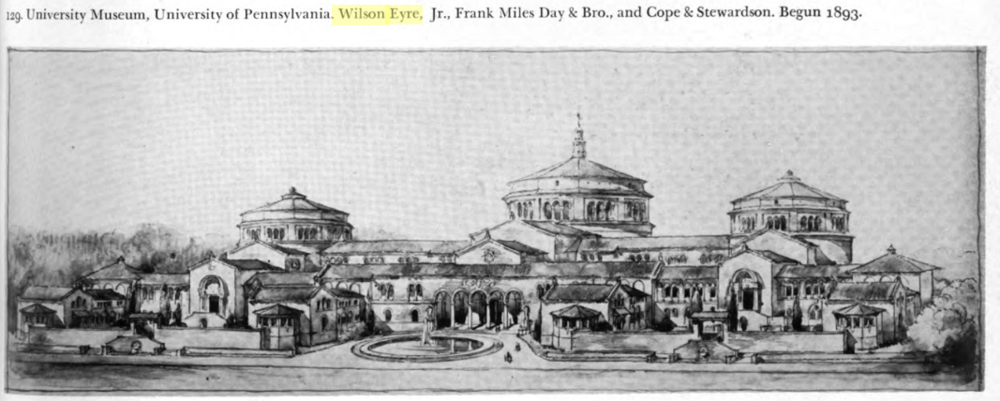 129. University Museum, University of Pennsylvania. Wilson Eyre, Jr., Frank Miles Day & Bro., and Cope & Stewardson. Begun 1893.